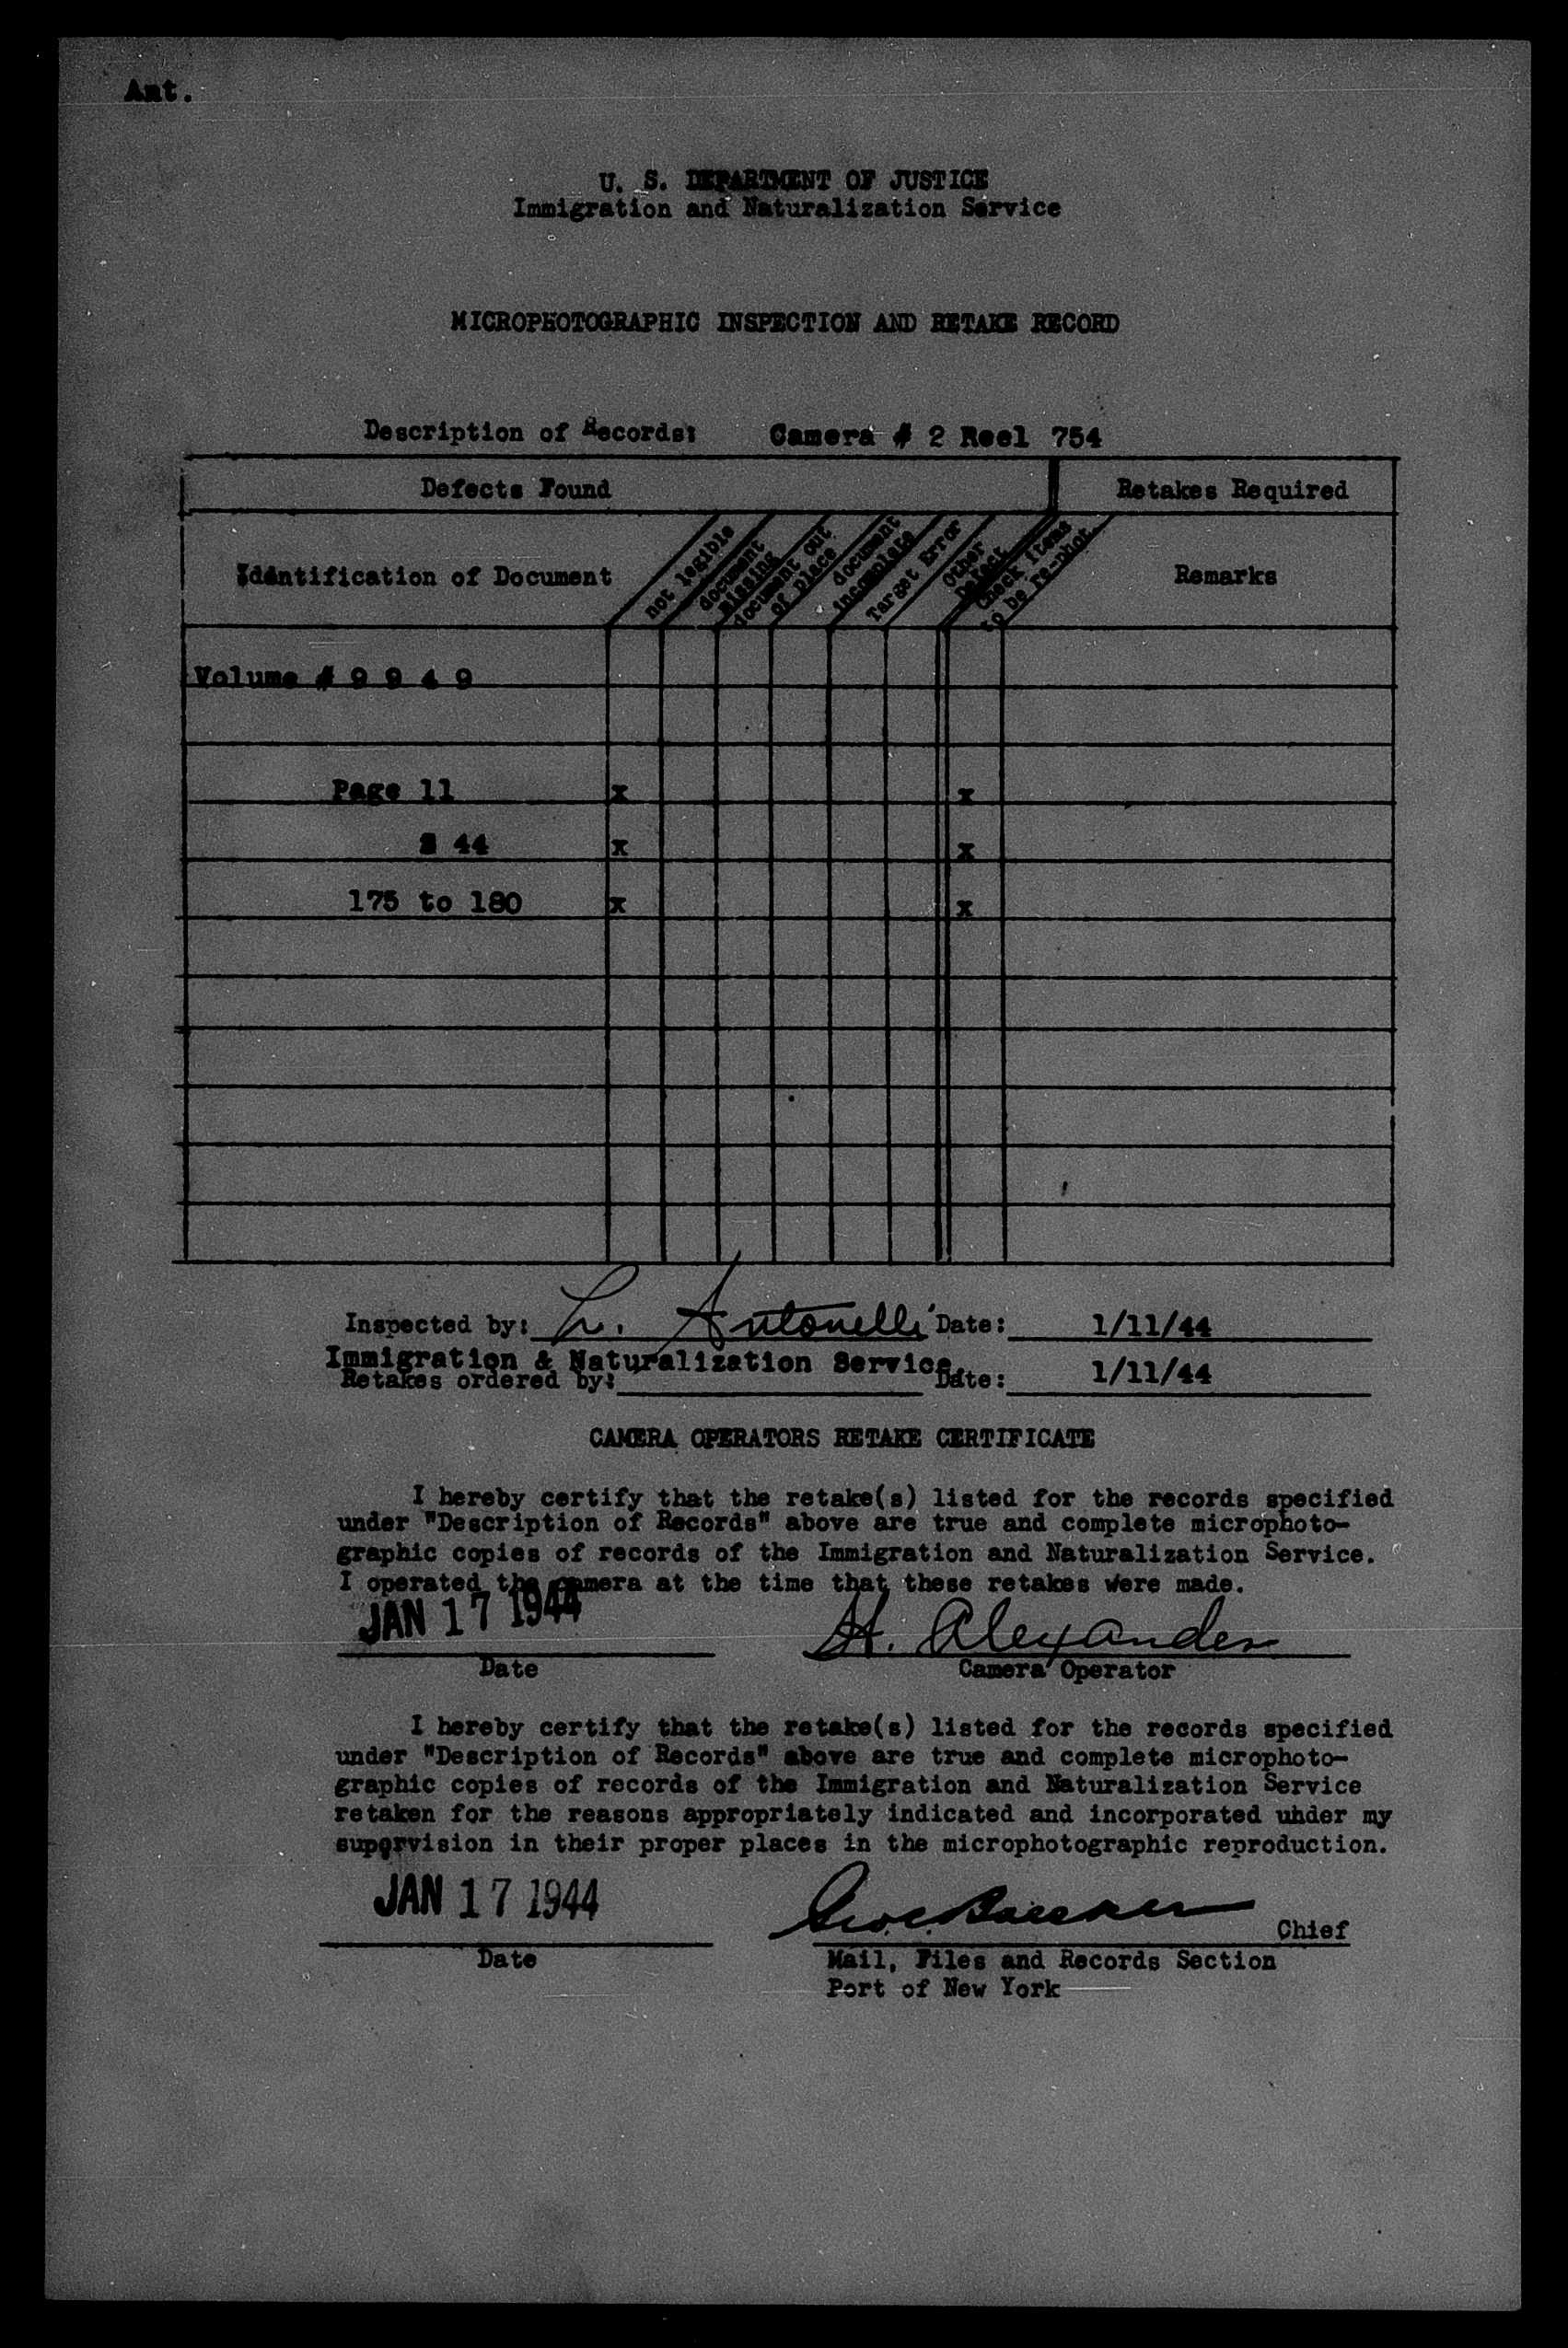 Ant.
U. S. DEPARTMENT OF JUSTICE
Immigration and Naturalization Service
MICROPHOTOGRAPHIC INSPECTION AND RETAKE RECORD
Description of Records: Camera # 2 Reel 754
Defects Found Retakes Required
Identification of Document
not legible
document
missing
document out
of place
document
incomplete
Target Error
Other
Defect
Check items
to be re-phot.
Remarks
Volume # 9 9 4 9
Page 11 x x
44 x x
175 to 180 x x
Inspected by: L. Antonelli Date: 1/11/44
Immigration & Naturalization Service.
Retakes ordered by: Date: 1/11/44
CAMERA OPERATORS RETAKE CERTIFICATE
I hereby certify that the retake(s) listed for the records specified
under "Description of Records" above are true and complete microphoto-
graphic copies of records of the Immigration and Naturalization Service.
I operated the camera at the time that these retakes were made.
JAN 17 1944 H. Alexander
Date Camera Operator
I hereby certify that the retake(s) listed for the records specified
under "Description of Records" above are true and complete microphoto-
graphic copies of records of the Immigration and Naturalization Service
retaken for the reasons appropriately indicated and incorporated under my
supervision in their proper places in the microphotographic reproduction.
JAN 17 1944
Chief
Date Mail, Files and Records Section
Port of New York